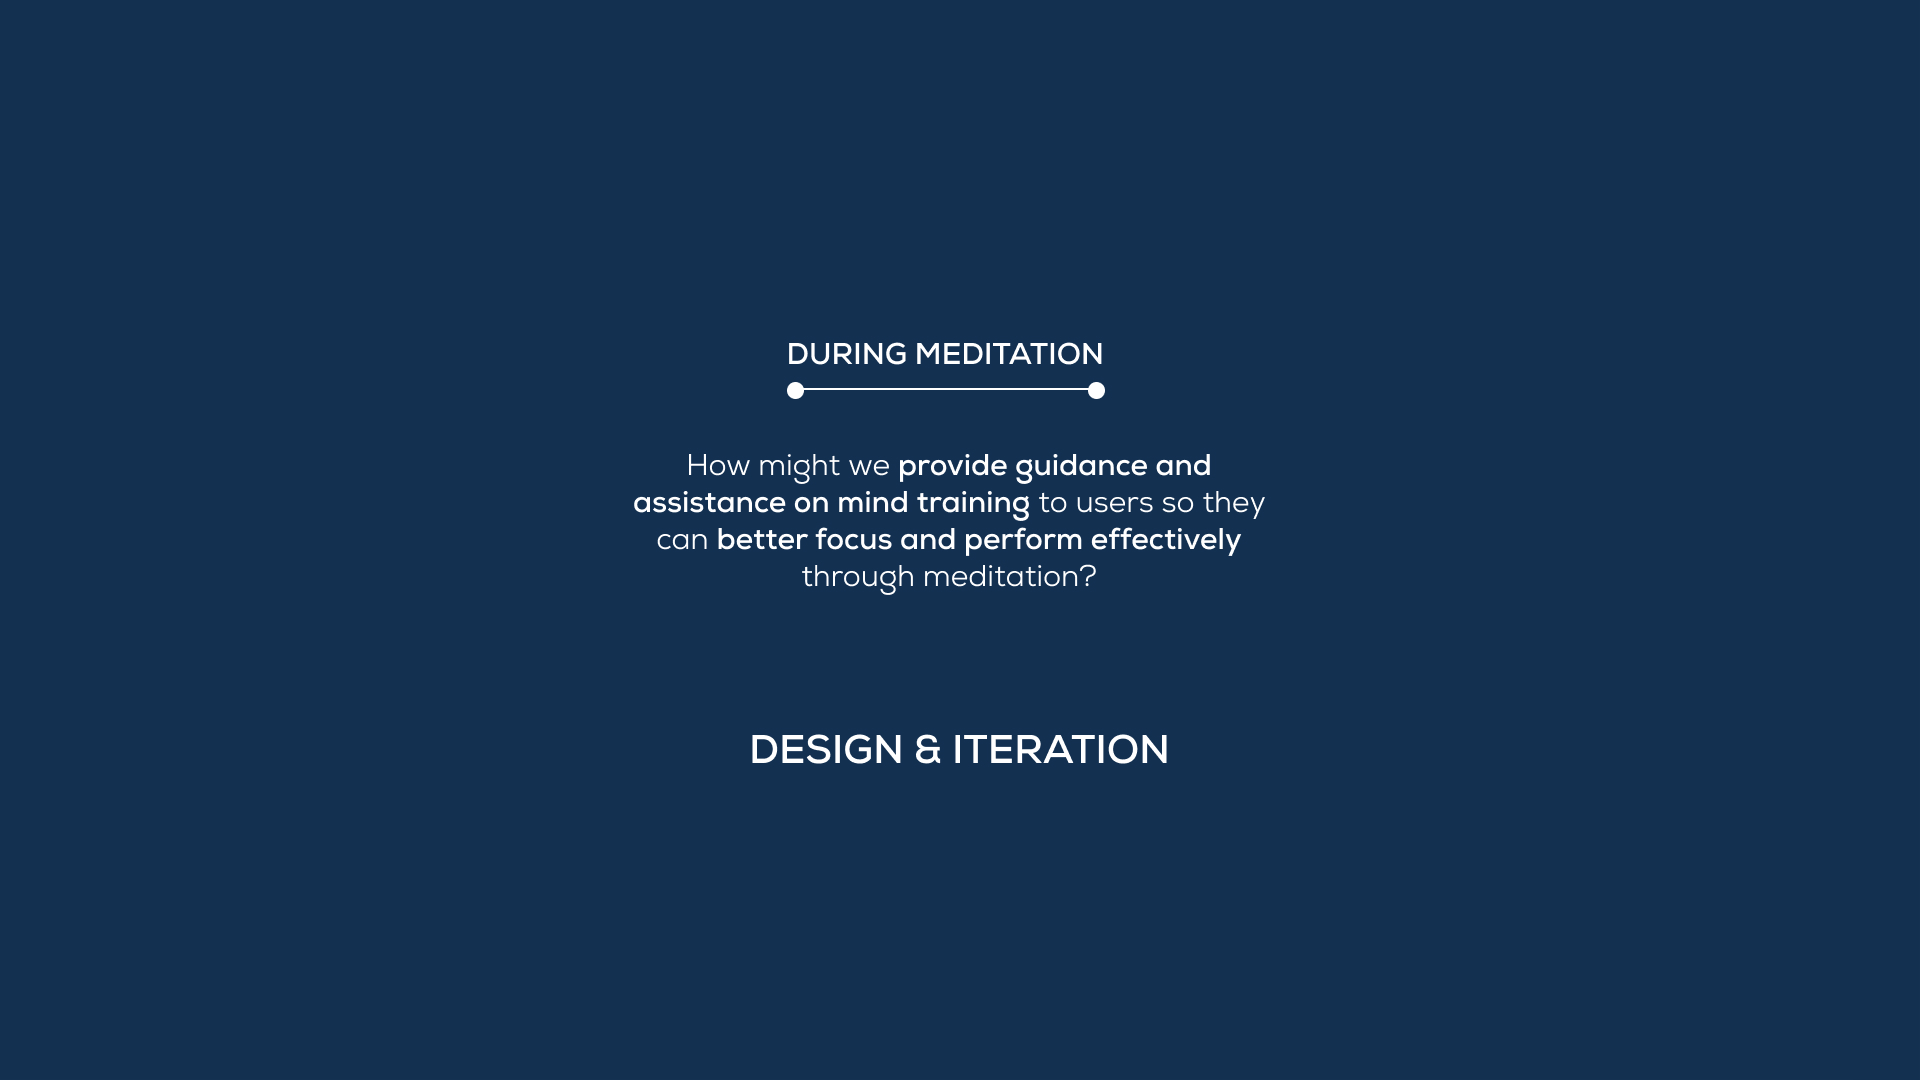 DURING MEDITATION
How might we provide guidance and
assistance on mind training to users so they
can better focus and perform effectively
through meditation?
DESIGN & ITERATION